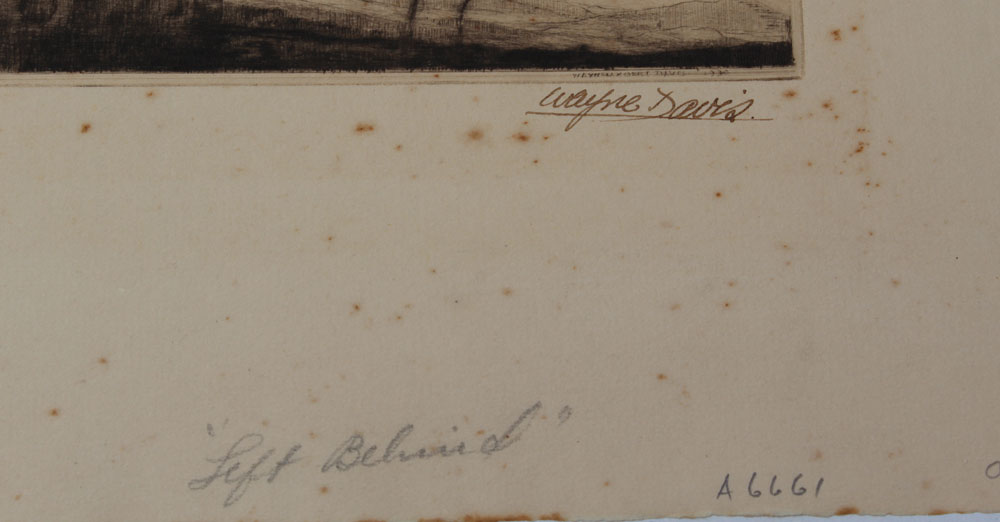 Wayne Davis.
"Left Behind"
A6661